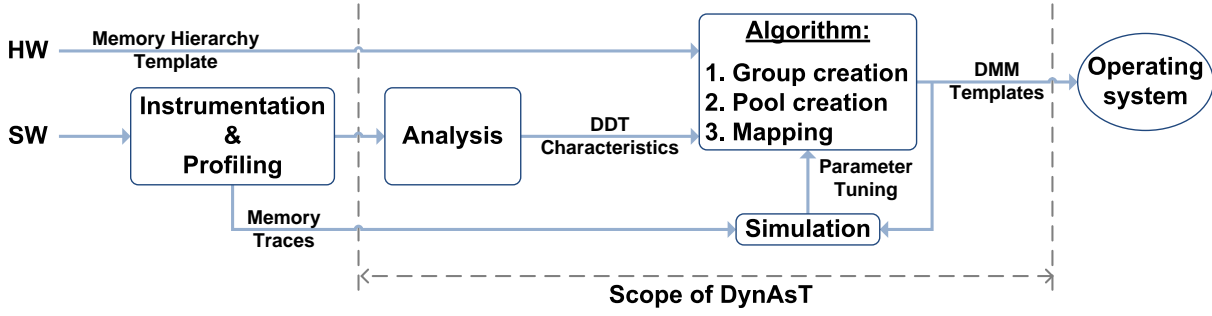 HW
Memory Hierarchy
Template
SW
Instrumentation
&
Profiling
Analysis
DDT
Characteristics
Algorithm:
1. Group creation
2. Pool creation
3. Mapping
DMM
Templates
Operating
system
Parameter
Tuning
Memory
Traces
Simulation
Scope of DynAsT